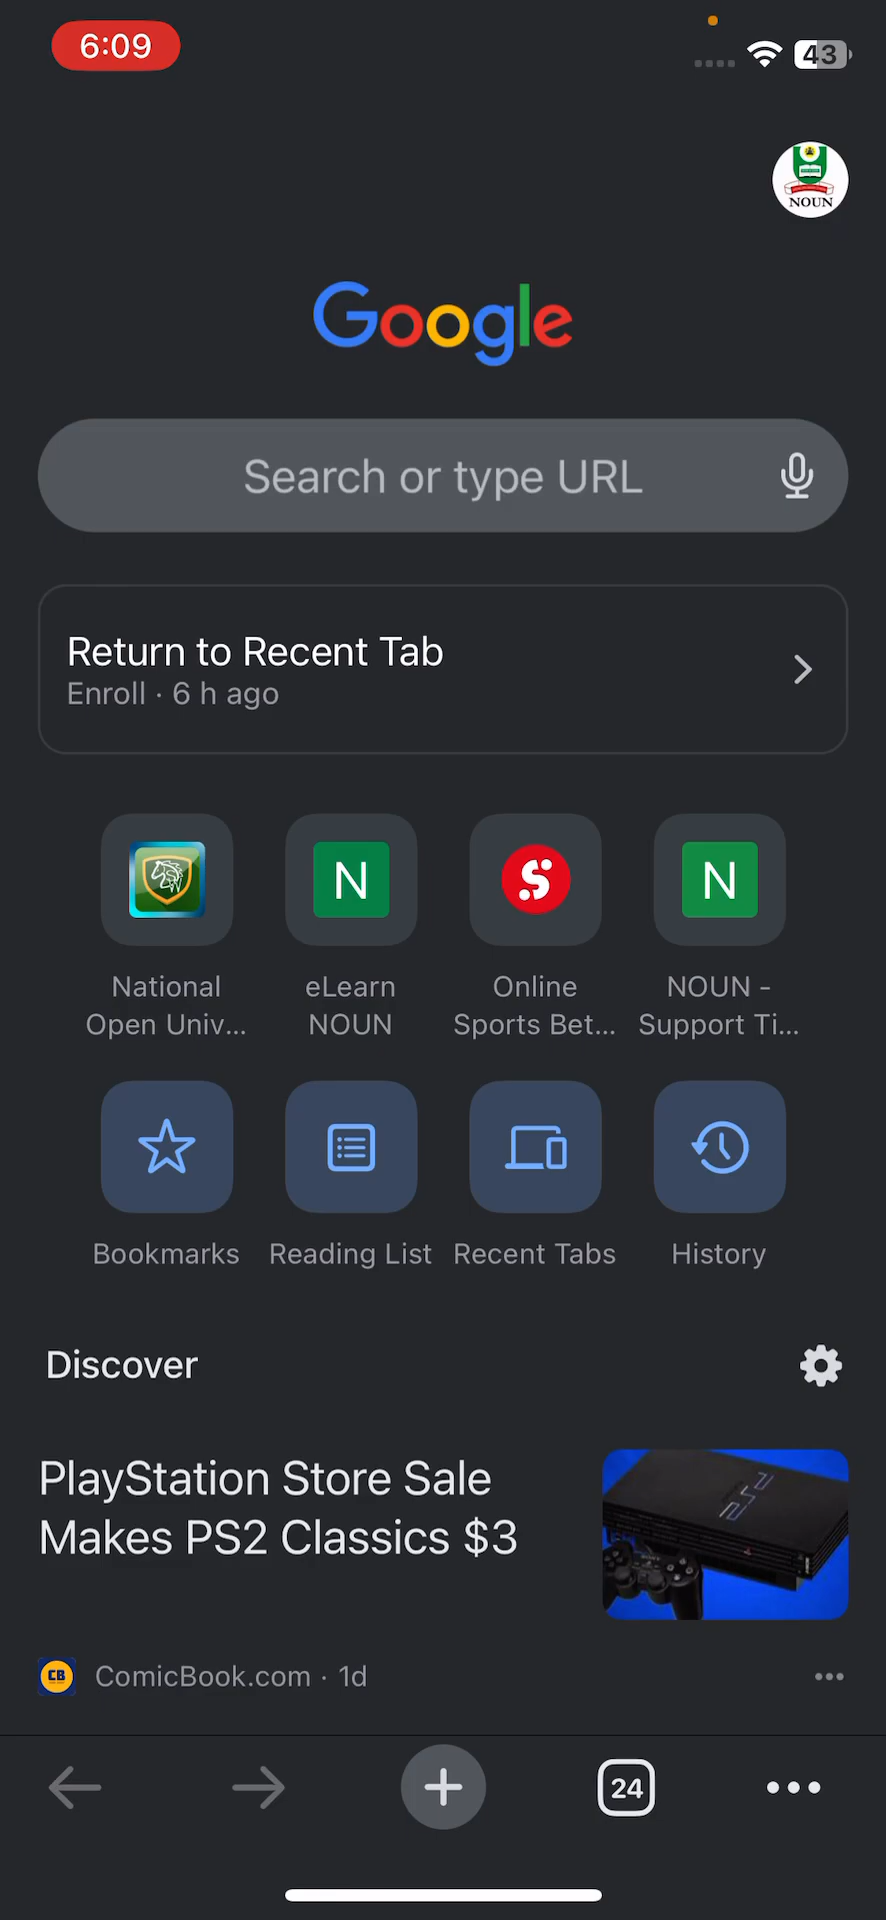 6:09
43
NOUN
Google
Search or type URL
Return to Recent Tab
Enroll · 6 h ago
N
S
N
National
Open Univ...
eLearn
NOUN
Online
Sports Bet...
NOUN -
Support Ti...
Bookmarks
Reading List
Recent Tabs
History
Discover
PlayStation Store Sale
Makes PS2 Classics $3
PS2
CB
ComicBook.com · 1d
24